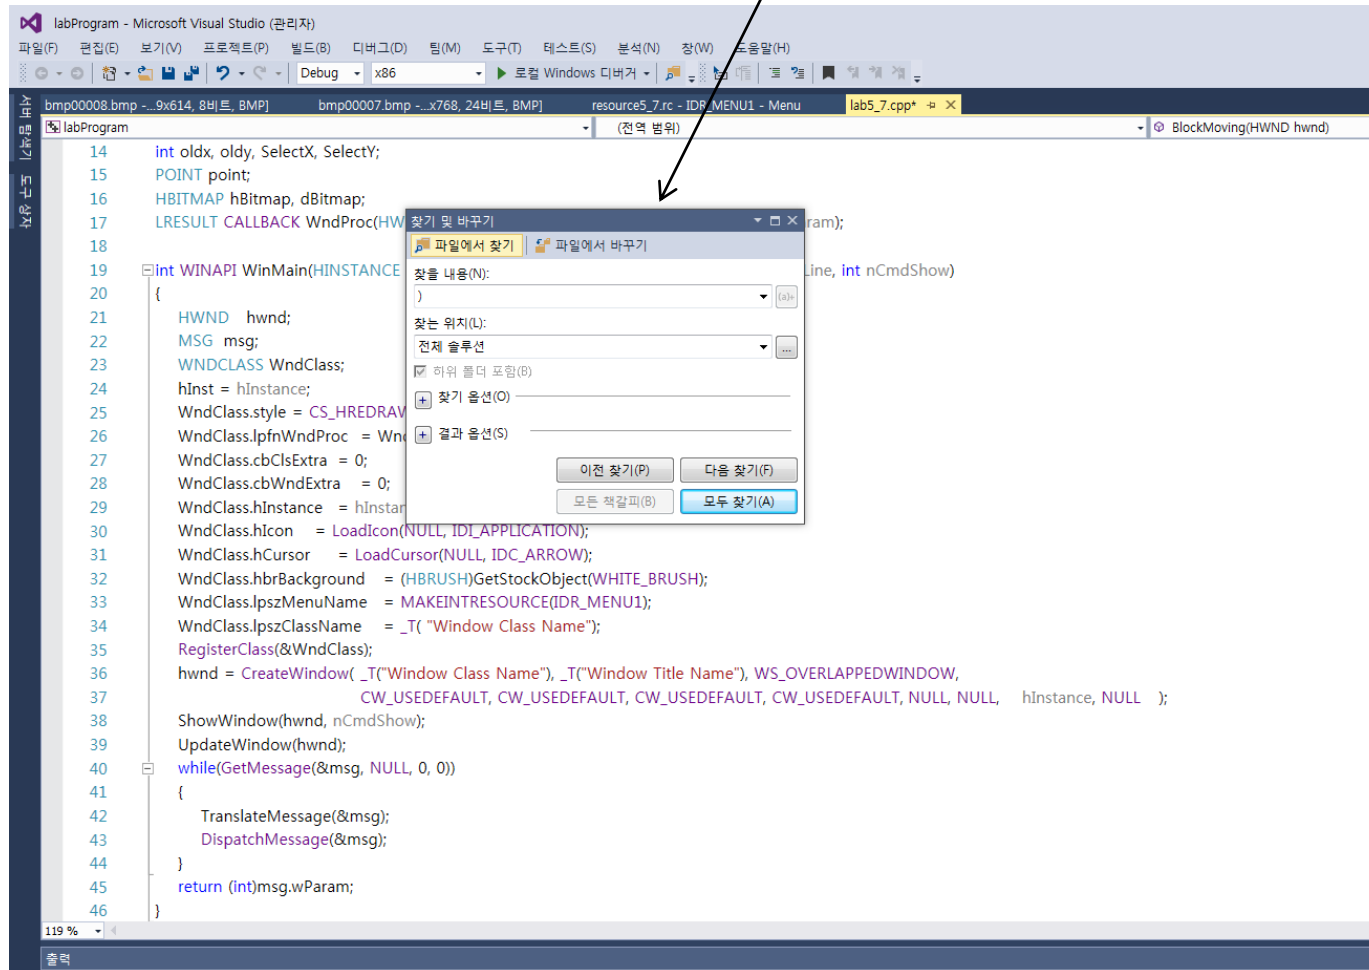 labProgram - Microsoft Visual Studio (관리자)
파일(F) 편집(E) 보기(V) 프로젝트(P) 빌드(B) 디버그(D) 팀(M) 도구(T) 테스트(S) 분석(N) 창(W) 도움말(H)
Debug x86 로컬 Windows 디버거
서버 탐색기
도구 상자
bmp00008.bmp -...9x614, 8비트, BMP] bmp00007.bmp -...x768, 24비트, BMP] resource5_7.rc - IDR_MENU1 - Menu lab5_7.cpp*
labProgram (전역 범위) BlockMoving(HWND hwnd)
14 int oldx, oldy, SelectX, SelectY;
15 POINT point;
16 HBITMAP hBitmap, dBitmap;
17 LRESULT CALLBACK WndProc(HW ram);
18
19 int WINAPI WinMain(HINSTANCE Line, int nCmdShow)
20 {
21 HWND hwnd;
22 MSG msg;
23 WNDCLASS WndClass;
24 hInst = hInstance;
25 WndClass.style = CS_HREDRAW
26 WndClass.lpfnWndProc = Wn
27 WndClass.cbClsExtra = 0;
28 WndClass.cbWndExtra = 0;
29 WndClass.hInstance = hInstan
30 WndClass.hIcon = LoadIcon(NULL, IDI_APPLICATION);
31 WndClass.hCursor = LoadCursor(NULL, IDC_ARROW);
32 WndClass.hbrBackground = (HBRUSH)GetStockObject(WHITE_BRUSH);
33 WndClass.lpszMenuName = MAKEINTRESOURCE(IDR_MENU1);
34 WndClass.lpszClassName = _T( "Window Class Name");
35 RegisterClass(&WndClass);
36 hwnd = CreateWindow( _T("Window Class Name"), _T("Window Title Name"), WS_OVERLAPPEDWINDOW,
37 CW_USEDEFAULT, CW_USEDEFAULT, CW_USEDEFAULT, CW_USEDEFAULT, NULL, NULL, hInstance, NULL );
38 ShowWindow(hwnd, nCmdShow);
39 UpdateWindow(hwnd);
40 while(GetMessage(&msg, NULL, 0, 0))
41 {
42 TranslateMessage(&msg);
43 DispatchMessage(&msg);
44 }
45 return (int)msg.wParam;
46 }
찾기 및 바꾸기
파일에서 찾기 파일에서 바꾸기
찾을 내용(N):
)
(a)+
찾는 위치(L):
전체 솔루션 ...
하위 폴더 포함(B)
찾기 옵션(O)
결과 옵션(S)
이전 찾기(P) 다음 찾기(F)
모든 책갈피(B) 모두 찾기(A)
119 %
출력